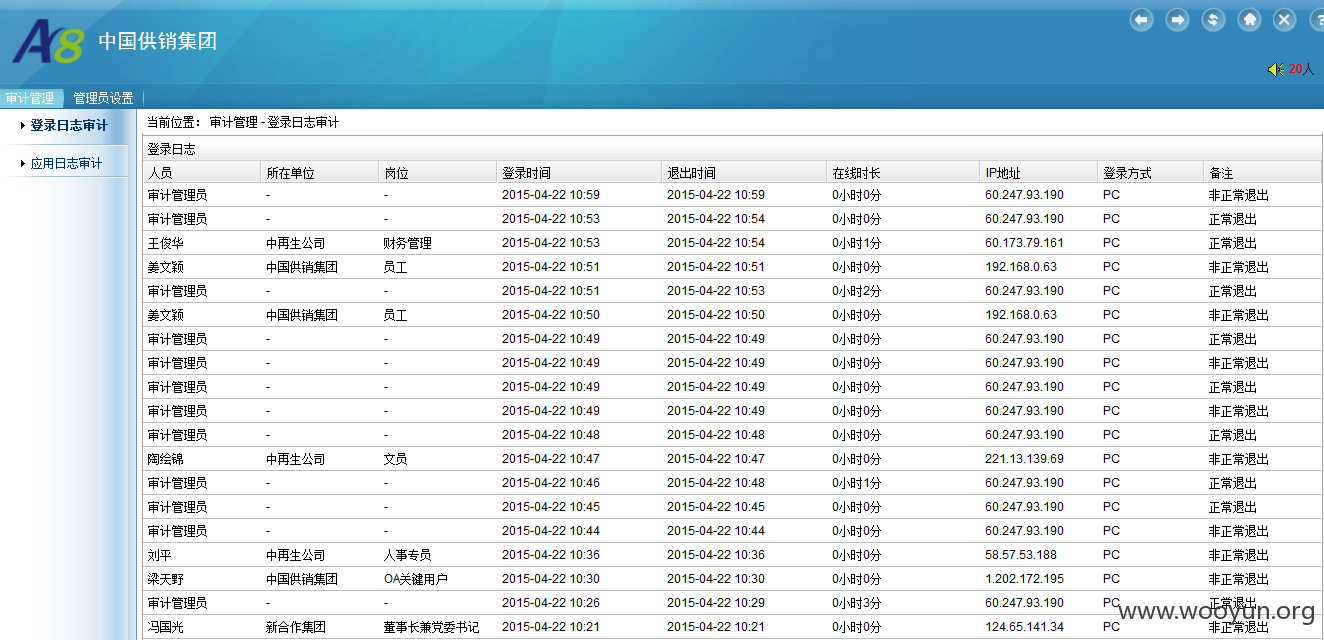 A8 中国供销集团
20人
审计管理 管理员设置
登录日志审计
应用日志审计
当前位置： 审计管理 - 登录日志审计
登录日志
人员 所在单位 岗位 登录时间 退出时间 在线时长 IP地址 登录方式 备注
审计管理员 - - 2015-04-22 10:59 2015-04-22 10:59 0小时0分 60.247.93.190 PC 非正常退出
审计管理员 - - 2015-04-22 10:53 2015-04-22 10:54 0小时0分 60.247.93.190 PC 正常退出
王俊华 中再生公司 财务管理 2015-04-22 10:53 2015-04-22 10:54 0小时1分 60.173.79.161 PC 正常退出
姜文颖 中国供销集团 员工 2015-04-22 10:51 2015-04-22 10:51 0小时0分 192.168.0.63 PC 非正常退出
审计管理员 - - 2015-04-22 10:51 2015-04-22 10:53 0小时2分 60.247.93.190 PC 正常退出
姜文颖 中国供销集团 员工 2015-04-22 10:50 2015-04-22 10:50 0小时0分 192.168.0.63 PC 非正常退出
审计管理员 - - 2015-04-22 10:49 2015-04-22 10:49 0小时0分 60.247.93.190 PC 正常退出
审计管理员 - - 2015-04-22 10:49 2015-04-22 10:49 0小时0分 60.247.93.190 PC 非正常退出
审计管理员 - - 2015-04-22 10:49 2015-04-22 10:49 0小时0分 60.247.93.190 PC 正常退出
审计管理员 - - 2015-04-22 10:49 2015-04-22 10:49 0小时0分 60.247.93.190 PC 非正常退出
审计管理员 - - 2015-04-22 10:48 2015-04-22 10:48 0小时0分 60.247.93.190 PC 正常退出
陶绘锦 中再生公司 文员 2015-04-22 10:47 2015-04-22 10:47 0小时0分 221.13.139.69 PC 非正常退出
审计管理员 - - 2015-04-22 10:46 2015-04-22 10:48 0小时1分 60.247.93.190 PC 正常退出
审计管理员 - - 2015-04-22 10:45 2015-04-22 10:45 0小时0分 60.247.93.190 PC 正常退出
审计管理员 - - 2015-04-22 10:44 2015-04-22 10:44 0小时0分 60.247.93.190 PC 非正常退出
刘平 中再生公司 人事专员 2015-04-22 10:36 2015-04-22 10:36 0小时0分 58.57.53.188 PC 非正常退出
梁天野 中国供销集团 OA关键用户 2015-04-22 10:30 2015-04-22 10:30 0小时0分 1.202.172.195 PC 非正常退出
审计管理员 - - 2015-04-22 10:26 2015-04-22 10:29 0小时3分 60.247.93.190 PC 正常退出
www.wooyun.org
冯国光 新合作集团 董事长兼党委书记 2015-04-22 10:21 2015-04-22 10:21 0小时0分 124.65.141.34 PC 非正常退出